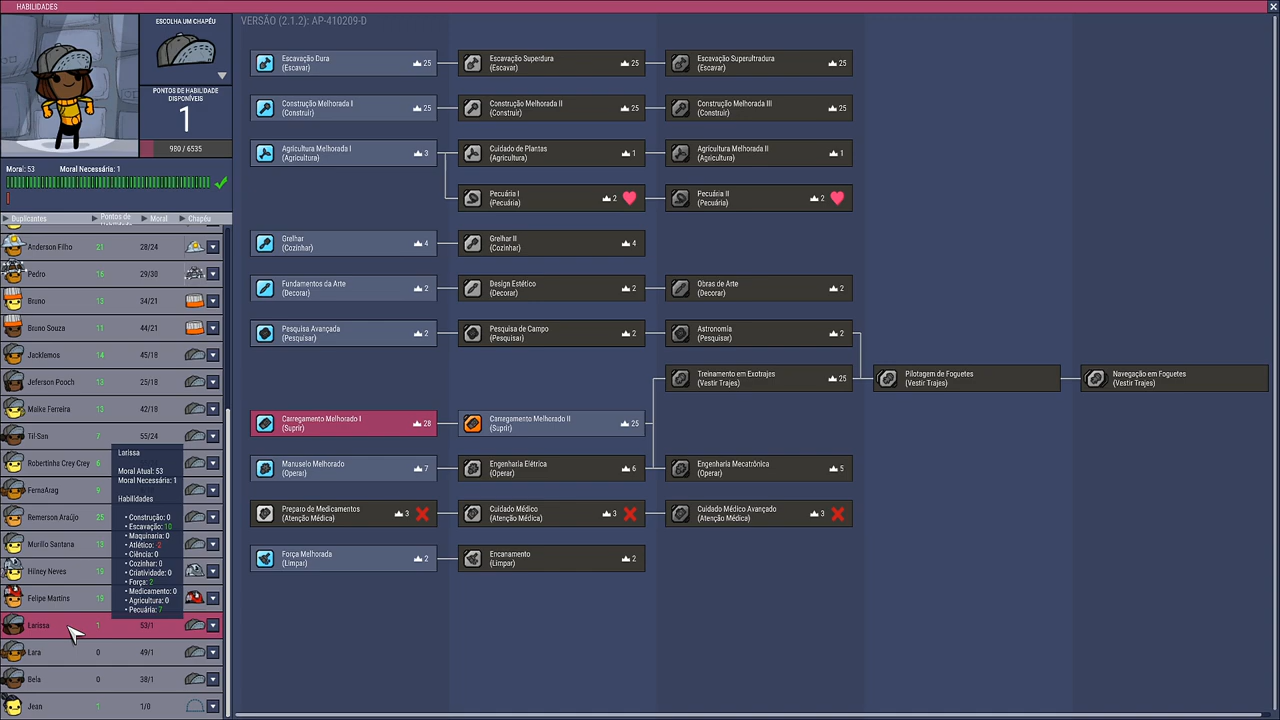 HABILIDADES
ESCOLHA UM CHAPÉU
PONTOS DE HABILIDADE
DISPONÍVEIS
1
980 / 6535
Moral: 53
Moral Necessária: 1
VERSÃO (2.1.2): AP-410209-D
Escavação Dura
(Escavar)
25
Escavação Superdura
(Escavar)
25
Escavação Superultradura
(Escavar)
25
Construção Melhorada I
(Construir)
25
Construção Melhorada II
(Construir)
25
Construção Melhorada III
(Construir)
25
Agricultura Melhorada I
(Agricultura)
3
Cuidado de Plantas
(Agricultura)
1
Agricultura Melhorada II
(Agricultura)
1
Pecuária I
(Pecuária)
2
Pecuária II
(Pecuária)
2
Grelhar
(Cozinhar)
4
Grelhar II
(Cozinhar)
4
Fundamentos da Arte
(Decorar)
2
Design Estético
(Decorar)
2
Obras de Arte
(Decorar)
2
Pesquisa Avançada
(Pesquisar)
2
Pesquisa de Campo
(Pesquisar)
2
Astronomia
(Pesquisar)
2
Treinamento em Exotrajes
(Vestir Trajes)
25
Pilotagem de Foguetes
(Vestir Trajes)
Navegação em Foguetes
(Vestir Trajes)
Carregamento Melhorado I
(Suprir)
28
Carregamento Melhorado II
(Suprir)
25
Manuseio Melhorado
(Operar)
7
Engenharia Elétrica
(Operar)
6
Engenharia Mecatrônica
(Operar)
5
Preparo de Medicamentos
(Atenção Médica)
3
Cuidado Médico
(Atenção Médica)
3
Cuidado Médico Avançado
(Atenção Médica)
3
Força Melhorada
(Limpar)
2
Encanamento
(Limpar)
2
Duplicantes
Pontos de
Habilidade
Moral
Chapéu
Anderson Filho 21 28/24
Pedro 16 29/30
Bruno 13 34/21
Bruno Souza 11 44/21
Jacklemos 14 45/18
Jeferson Pooch 13 25/18
Maike Ferreira 13 42/18
Til San 7 55/24
Robertinha Crey Crey 6
FernaArag 9
Remerson Araújo 25
Murillo Santana 13
Hilney Neves 13
Felipe Martins 19
Larissa 1 53/1
Lara 0 49/1
Bela 0 38/1
Jean 1 1/0
Larissa
Moral Atual: 53
Moral Necessária: 1
Habilidades
• Construção: 0
• Escavação: 10
• Maquinaria: 0
• Atlético: -2
• Ciência: 0
• Cozinhar: 0
• Criatividade: 0
• Força: 2
• Medicamento: 0
• Agricultura: 0
• Pecuária: 7